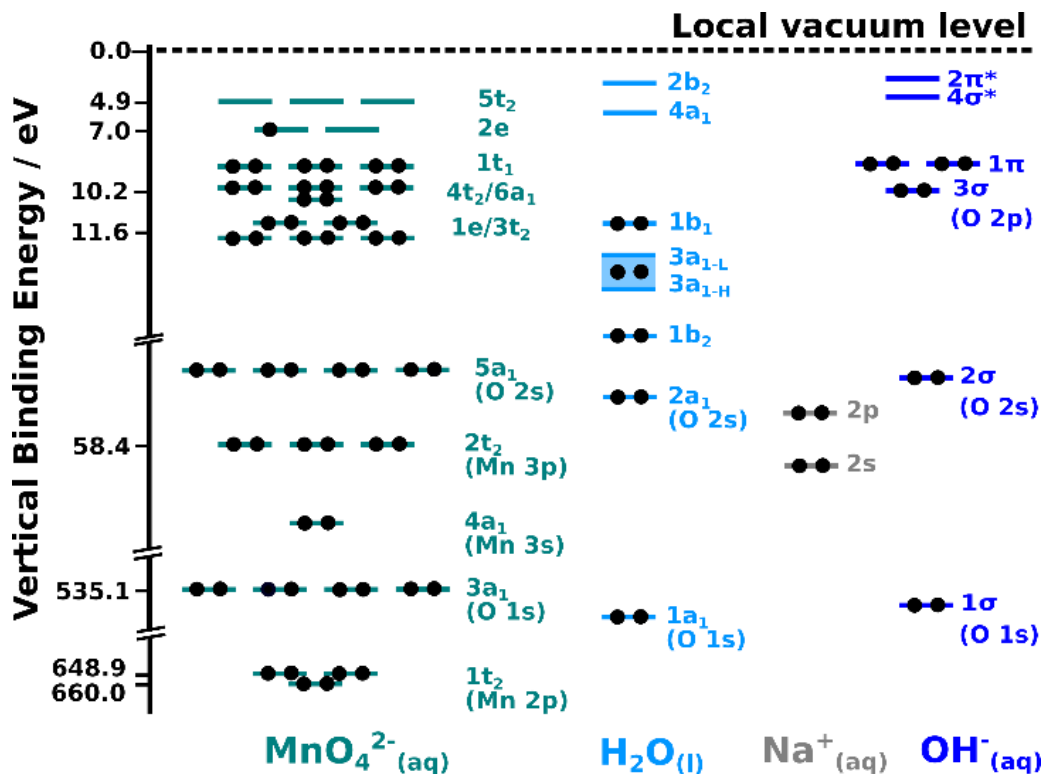 Local vacuum level
Vertical Binding Energy / eV
0.0
4.9
7.0
10.2
11.6
58.4
535.1
648.9
660.0
5t₂
2e
1t₁
4t₂/6a₁
1e/3t₂
5a₁
(O 2s)
2t₂
(Mn 3p)
4a₁
(Mn 3s)
3a₁
(O 1s)
1t₂
(Mn 2p)
MnO₄²⁻(aq)
2b₂
4a₁
1b₁
3a₁₋L
3a₁₋H
1b₂
2a₁
(O 2s)
1a₁
(O 1s)
H₂O(l)
2p
2s
Na⁺(aq)
2π*
4σ*
1π
3σ
(O 2p)
2σ
(O 2s)
1σ
(O 1s)
OH⁻(aq)